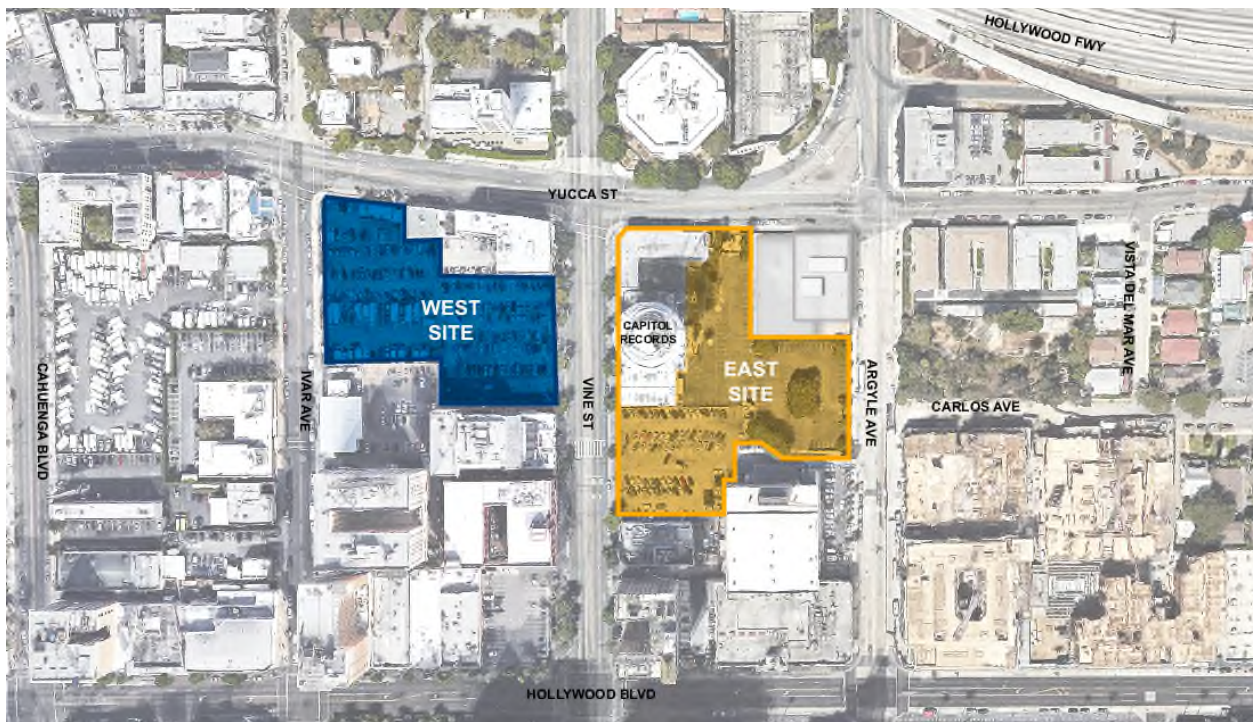 HOLLYWOOD FWY
YUCCA ST
WEST
SITE
CAPITOL
RECORDS
EAST
SITE
CAHUENGA BLVD
IVAR AVE
VINE ST
ARGYLE AVE
VISTA DEL MAR AVE
CARLOS AVE
HOLLYWOOD BLVD